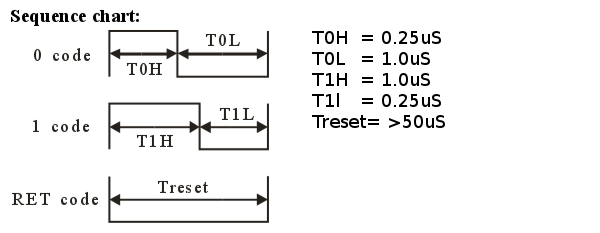 Sequence chart:
0 code
T0H
T0L
1 code
T1H
T1L
RET code
Treset
T0H = 0.25uS
T0L = 1.0uS
T1H = 1.0uS
T1l = 0.25uS
Treset= >50uS